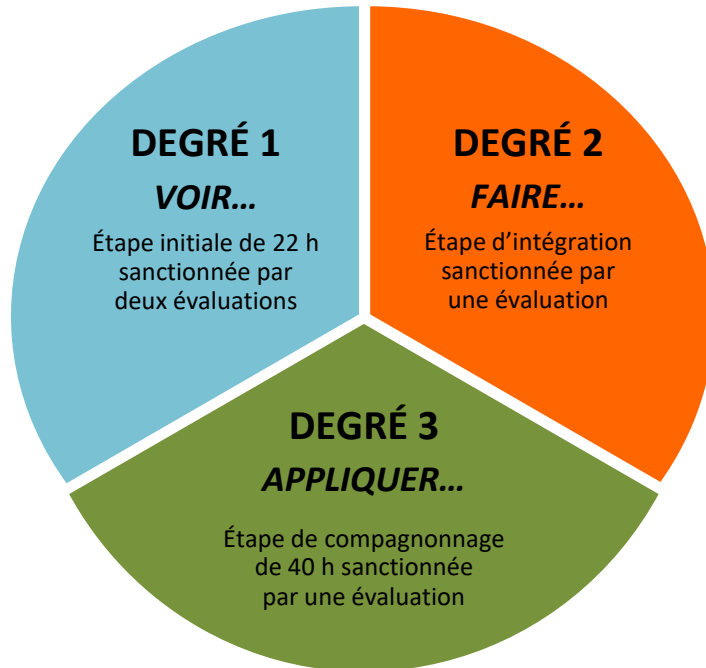 DEGRÉ 1
VOIR…
Étape initiale de 22 h
sanctionnée par
deux évaluations
DEGRÉ 2
FAIRE…
Étape d’intégration
sanctionnée par
une évaluation
DEGRÉ 3
APPLIQUER…
Étape de compagnonnage
de 40 h sanctionnée
par une évaluation